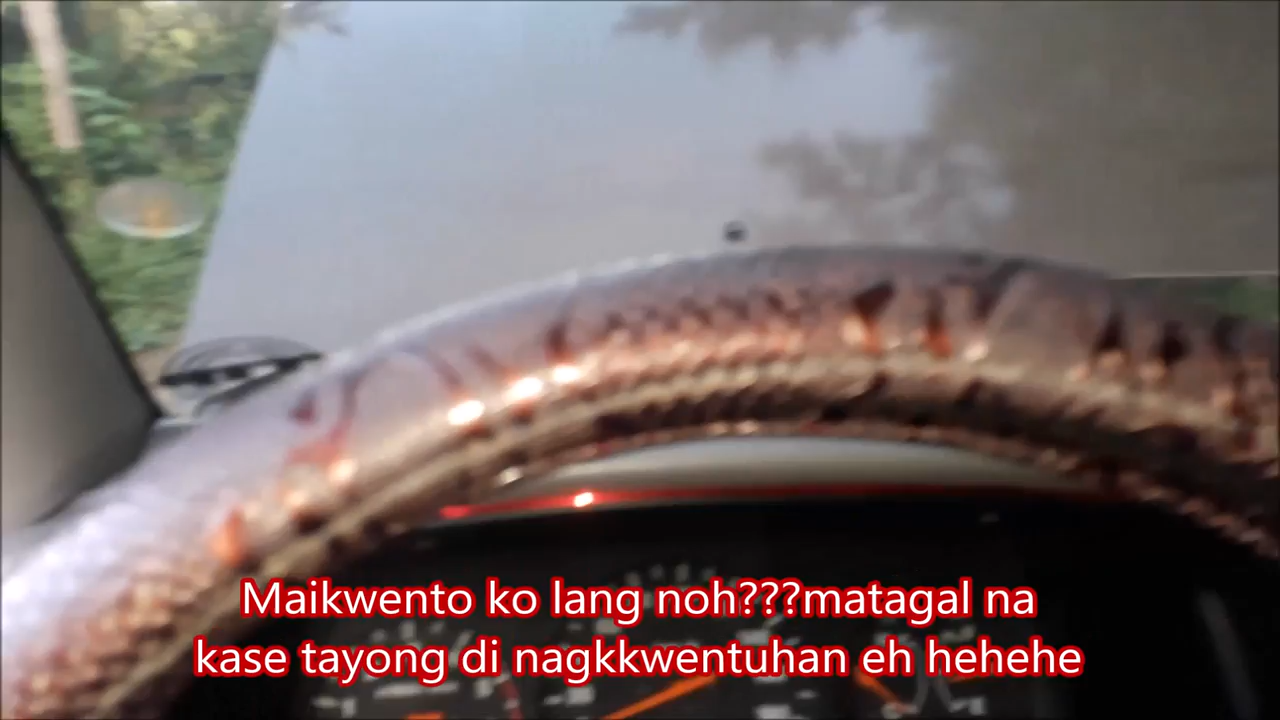 Maikwento ko lang noh???matagal na
kase tayong di nagkkwentuhan eh hehehe